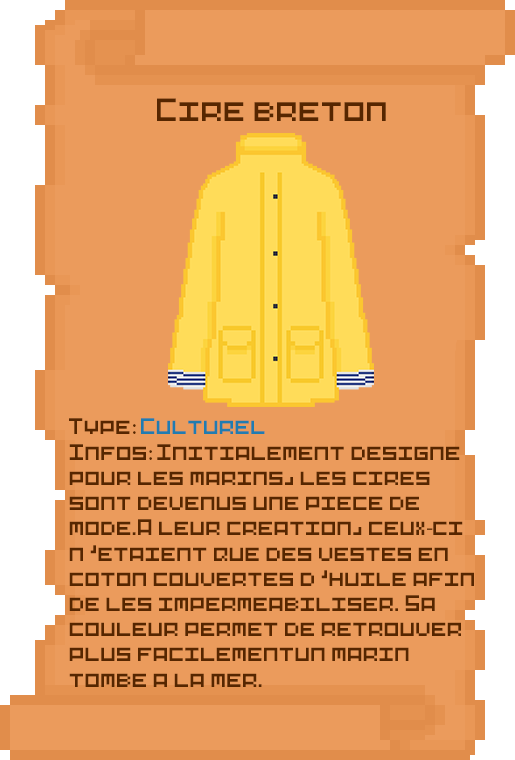 Cire breton
Type: Culturel
Infos: Initialement designe
pour les marins, les cires
sont devenus une piece de
mode.A leur creation, ceux-ci
n 'etaient que des vestes en
coton couvertes d 'huile afin
de les impermeabiliser. Sa
couleur permet de retrouver
plus facilementun marin
tombe a la mer.